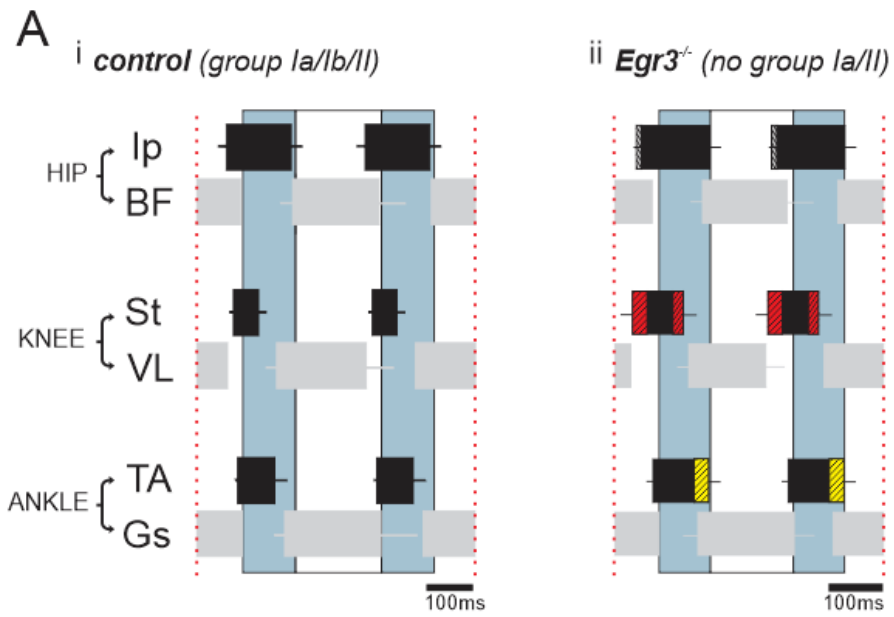 A
i control (group Ia/Ib/II)
ii Egr3-/- (no group Ia/II)
HIP
Ip
BF
KNEE
St
VL
ANKLE
TA
Gs
100ms
100ms